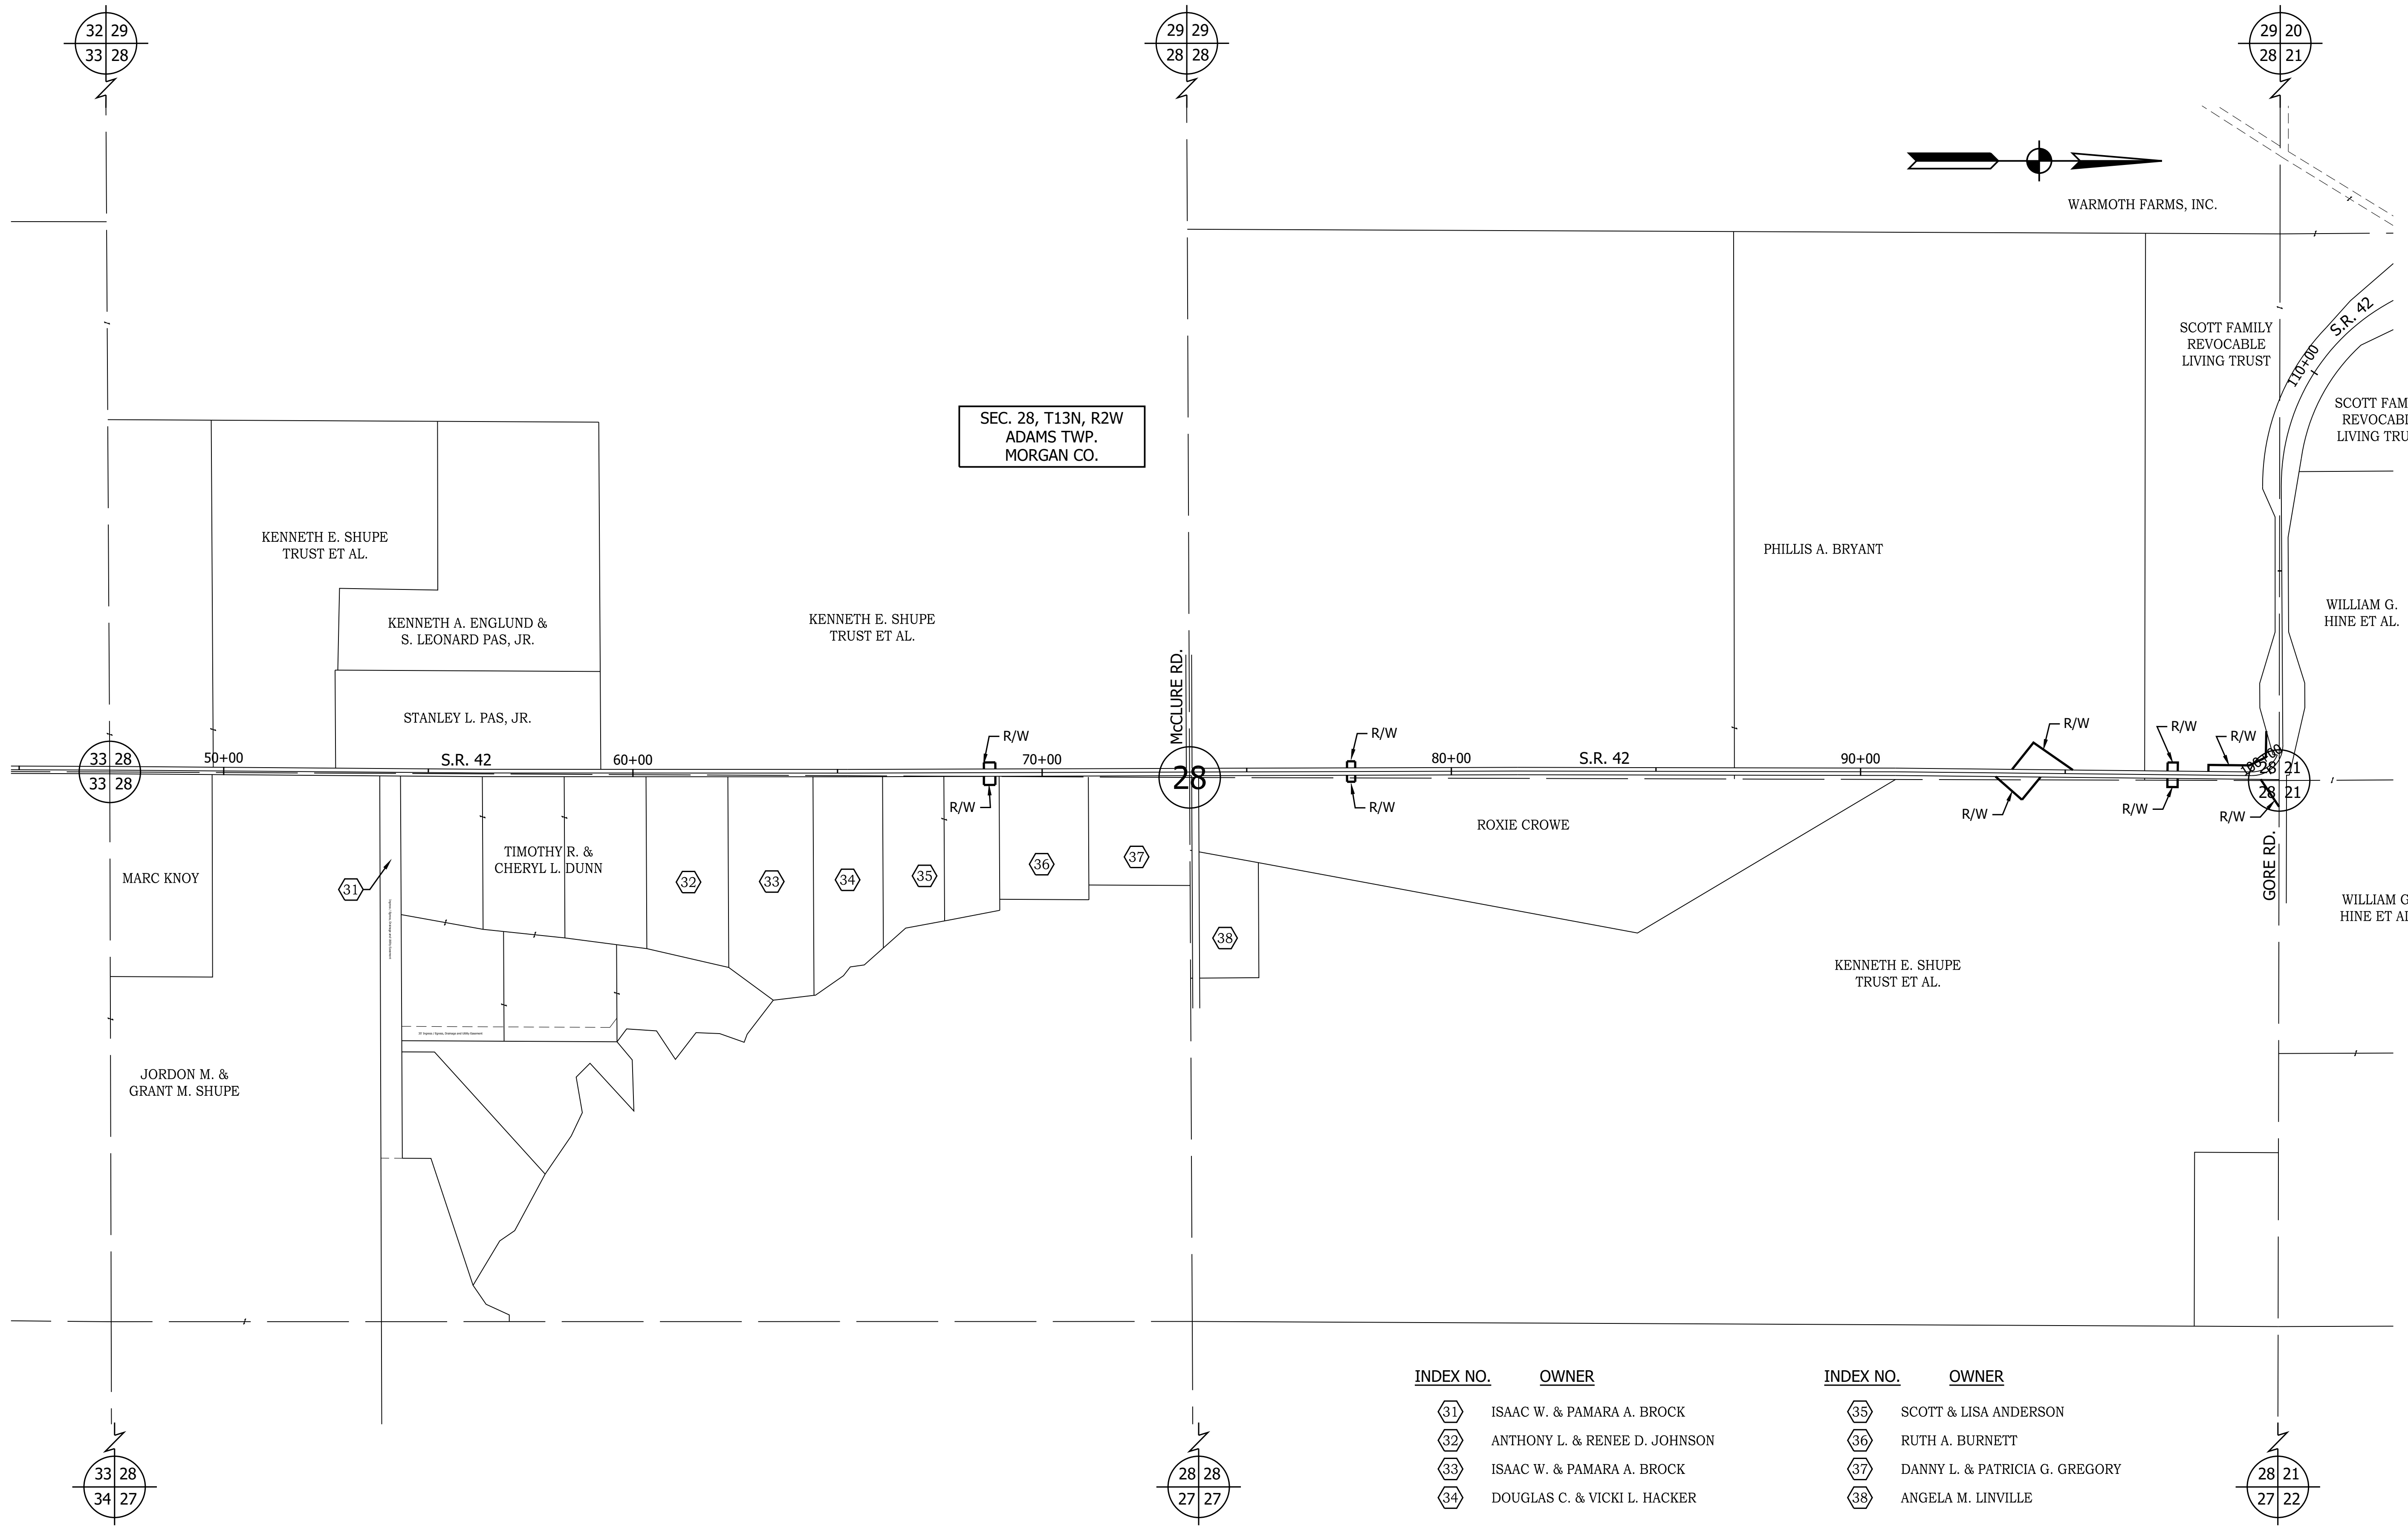 32 29
33 28
29 29
28 28
29 20
28 21
WARMOTH FARMS, INC.
SCOTT FAMILY
REVOCABLE
LIVING TRUST
S.R. 42
110+00
SCOTT FAM
REVOCABL
LIVING TRU
SEC. 28, T13N, R2W
ADAMS TWP.
MORGAN CO.
KENNETH E. SHUPE
TRUST ET AL.
PHILLIS A. BRYANT
KENNETH A. ENGLUND &
S. LEONARD PAS, JR.
KENNETH E. SHUPE
TRUST ET AL.
WILLIAM G.
HINE ET AL.
McCLURE RD.
STANLEY L. PAS, JR.
R/W
R/W
R/W
R/W
R/W
33 28
33 28
50+00
S.R. 42
60+00
70+00
28
80+00
S.R. 42
90+00
100+00
28 21
28 21
R/W
R/W
R/W
R/W
R/W
ROXIE CROWE
MARC KNOY
31
TIMOTHY R. &
CHERYL L. DUNN
32
33
34
35
36
37
38
GORE RD.
WILLIAM G
HINE ET AL
KENNETH E. SHUPE
TRUST ET AL.
JORDON M. &
GRANT M. SHUPE
INDEX NO. OWNER
31 ISAAC W. & PAMARA A. BROCK
32 ANTHONY L. & RENEE D. JOHNSON
33 ISAAC W. & PAMARA A. BROCK
34 DOUGLAS C. & VICKI L. HACKER
INDEX NO. OWNER
35 SCOTT & LISA ANDERSON
36 RUTH A. BURNETT
37 DANNY L. & PATRICIA G. GREGORY
38 ANGELA M. LINVILLE
33 28
34 27
28 28
27 27
28 21
27 22